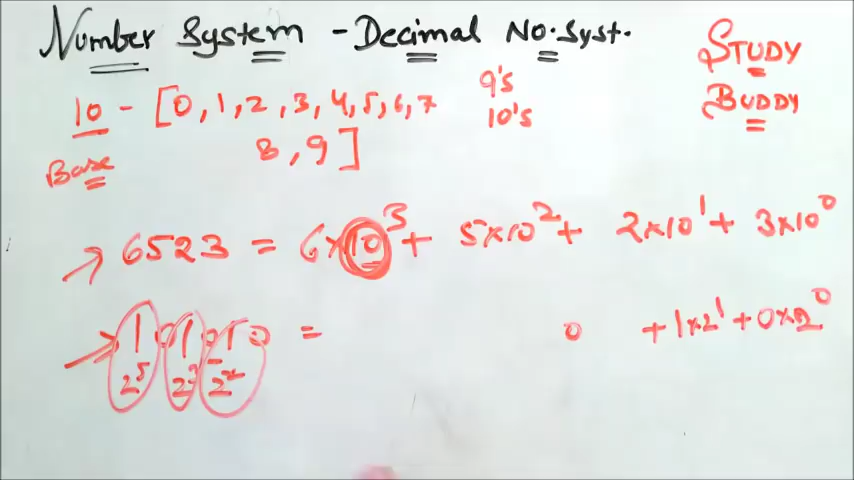 Number System - Decimal No. Syst.
STUDY
BUDDY
10 - [0, 1, 2, 3, 4, 5, 6, 7
8, 9]
9's
10's
Base
→ 6523 = 6×10³ + 5×10² + 2×10¹ + 3×10⁰
→ 101010 = 0 + 1×2¹ + 0×2⁰
2⁵ 2³